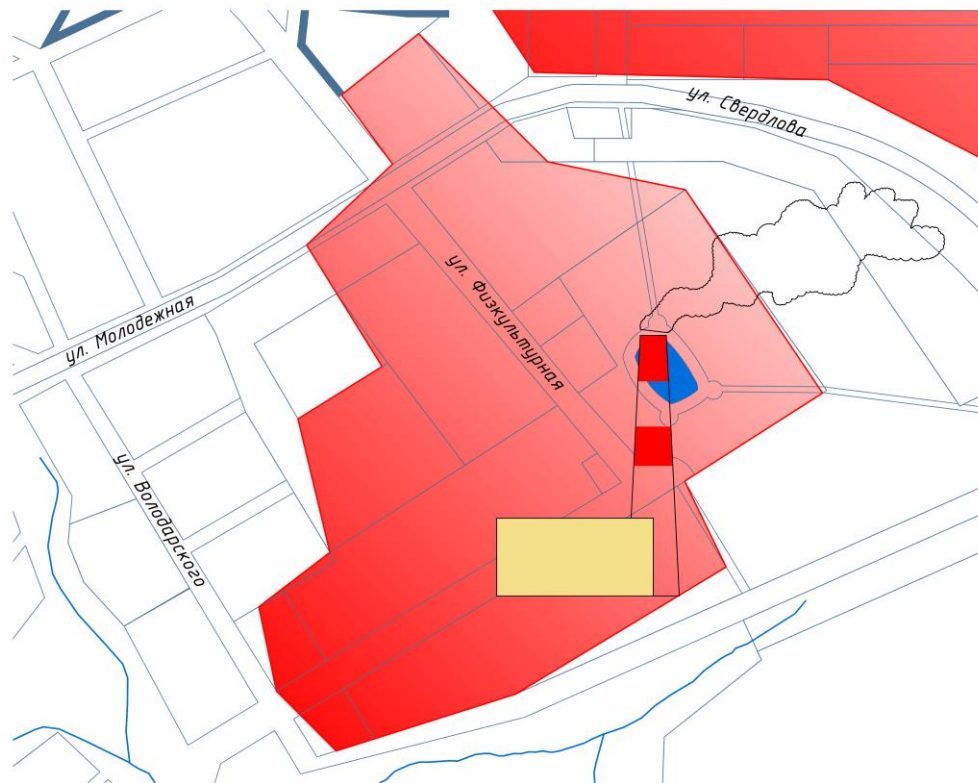 ул. Свердлова
ул. Физкультурная
ул. Молодежная
ул. Володарского